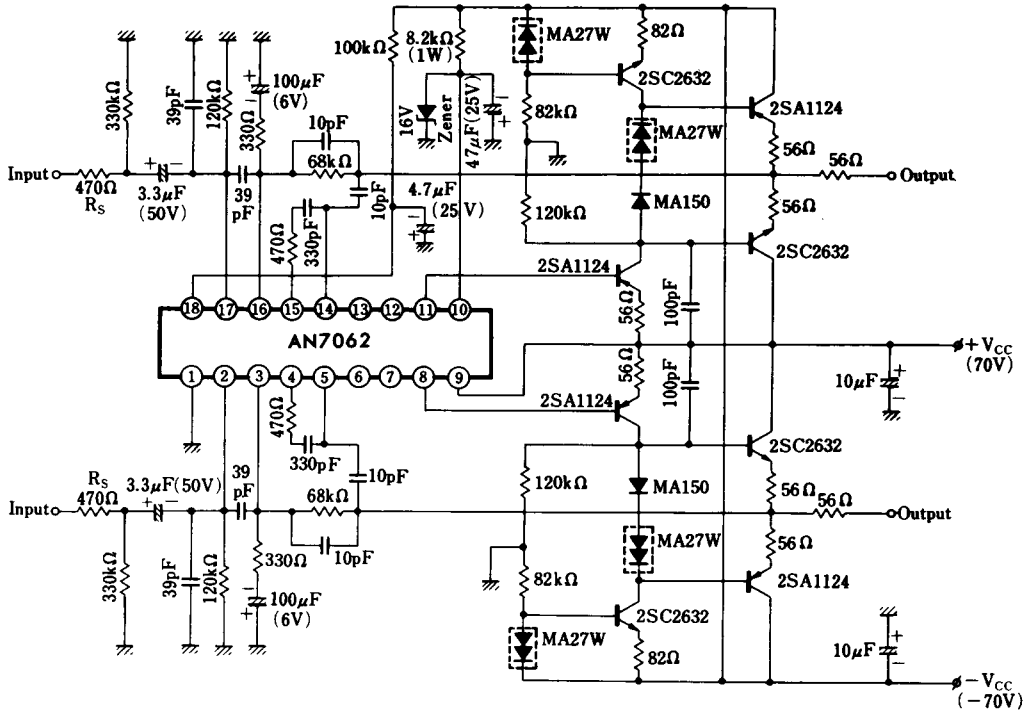 MA27W
82Ω
100kΩ
8.2kΩ
(1W)
2SC2632
2SA1124
330kΩ
39pF
120kΩ
100μF
(6V)
330Ω
10pF
68kΩ
16V
Zener
47μF(25V)
82kΩ
MA27W
56Ω
56Ω
Input
470Ω
RS
3.3μF
(50V)
39
pF
10pF
4.7μF
(25V)
120kΩ
MA150
56Ω
Output
470Ω
330pF
2SC2632
2SA1124
56Ω
100pF
18 17 16 15 14 13 12 11 10
AN7062
1 2 3 4 5 6 7 8 9
+VCC
(70V)
10μF
56Ω
100pF
2SA1124
470Ω
330pF
10pF
2SC2632
RS
470Ω
3.3μF(50V)
39
pF
68kΩ
120kΩ
MA150
56Ω
56Ω
Input
Output
330kΩ
39pF
120kΩ
330Ω
10pF
100μF
(6V)
MA27W
56Ω
82kΩ
2SA1124
2SC2632
MA27W
82Ω
10μF
-VCC
(-70V)